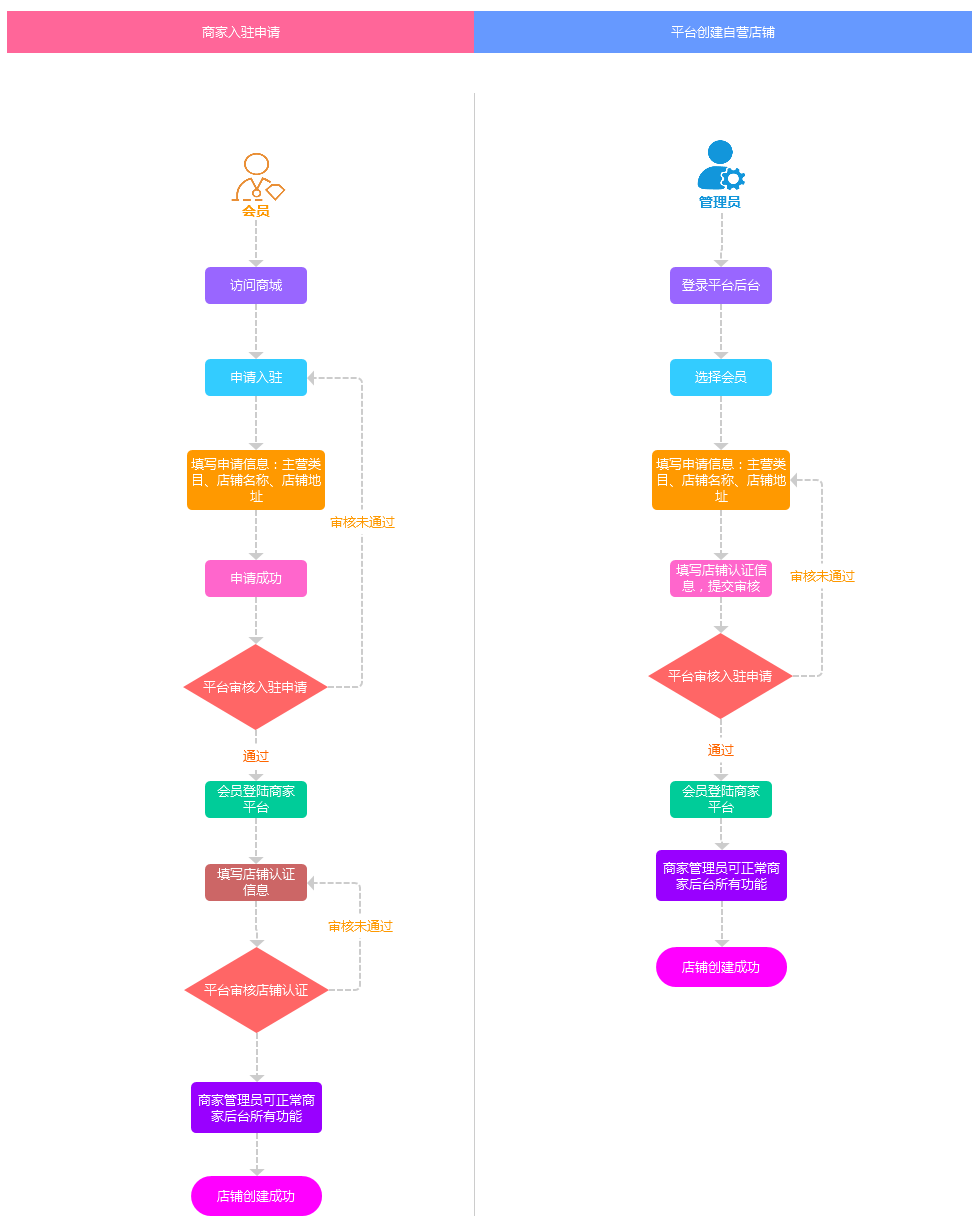 商家入驻申请
平台创建自营店铺
会员
访问商城
申请入驻
填写申请信息：主营类
目、店铺名称、店铺地
址
审核未通过
申请成功
平台审核入驻申请
通过
会员登陆商家
平台
填写店铺认证
信息
审核未通过
平台审核店铺认证
商家管理员可正常商
家后台所有功能
店铺创建成功
管理员
登录平台后台
选择会员
填写申请信息：主营类
目、店铺名称、店铺地
址
填写店铺认证信
息，提交审核
审核未通过
平台审核入驻申请
通过
会员登陆商家
平台
商家管理员可正常商
家后台所有功能
店铺创建成功